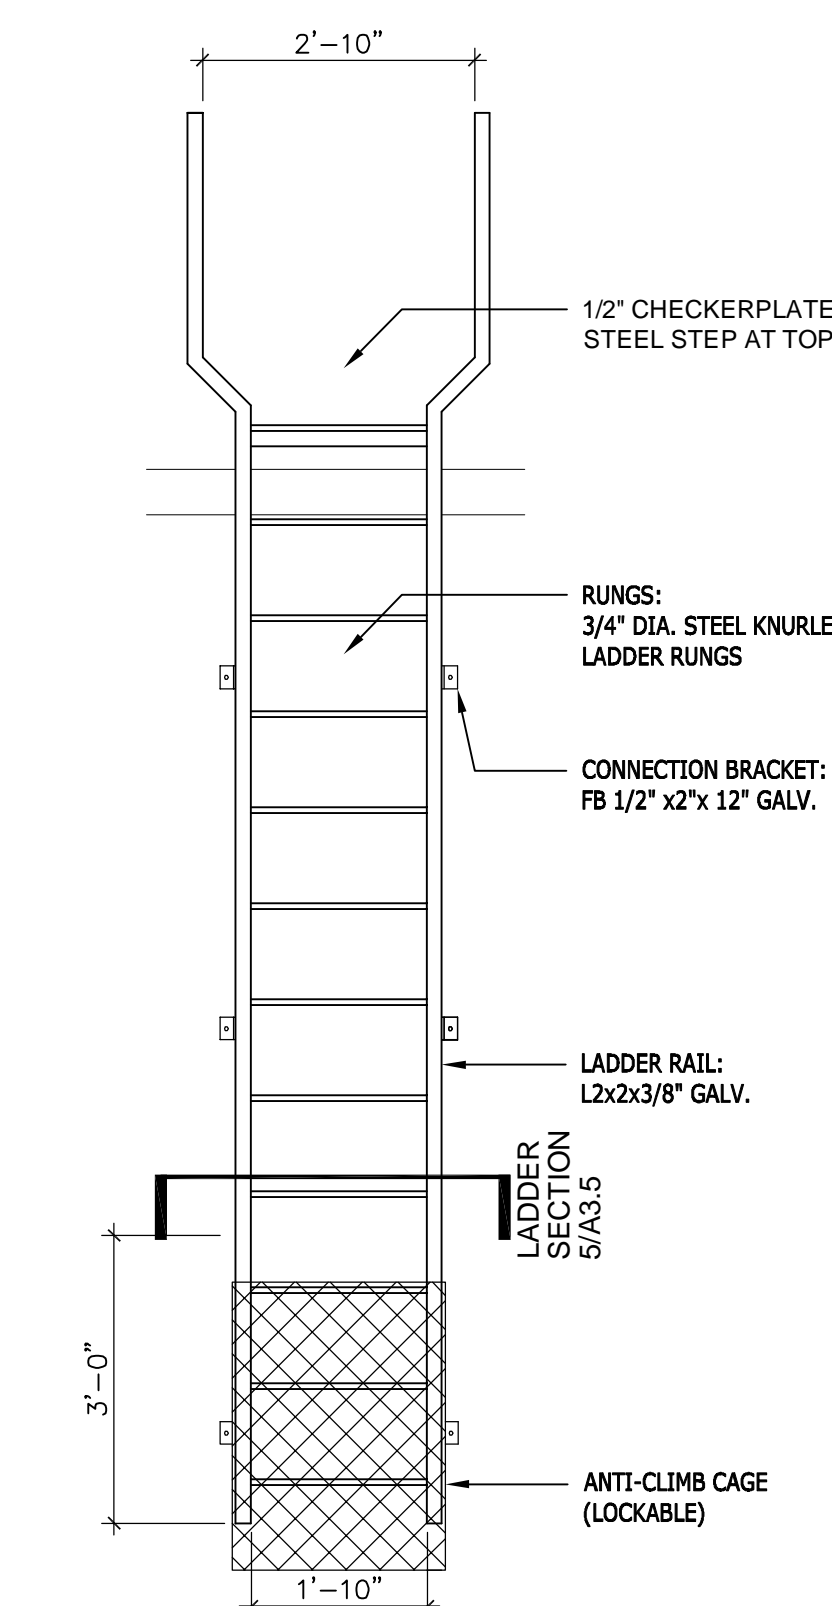 2'-10"
1/2" CHECKERPLATE
STEEL STEP AT TOP
RUNGS:
3/4" DIA. STEEL KNURLE
LADDER RUNGS
CONNECTION BRACKET:
FB 1/2" x2"x 12" GALV.
LADDER RAIL:
L2x2x3/8" GALV.
LADDER
SECTION
5/A3.5
3'-0"
ANTI-CLIMB CAGE
(LOCKABLE)
1'-10"